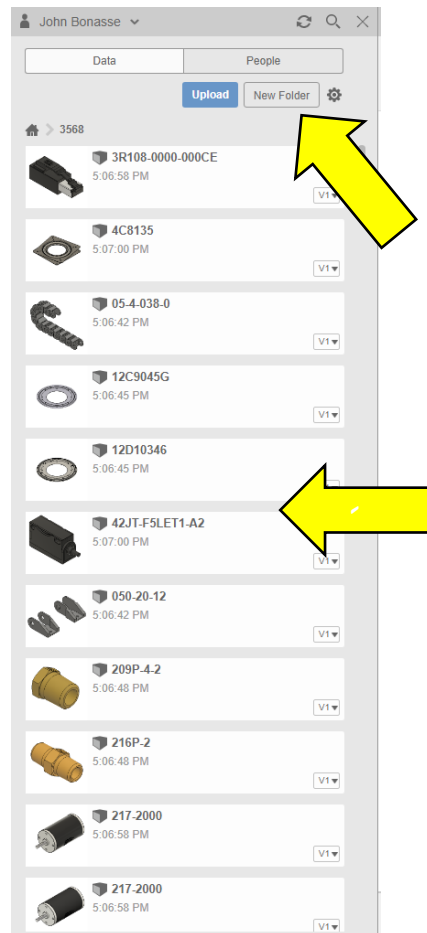 John Bonasse
Data People
Upload New Folder
3568
3R108-0000-000CE
5:06:58 PM
V1
4C8135
5:07:00 PM
V1
05-4-038-0
5:06:42 PM
V1
12C9045G
5:06:45 PM
V1
12D10346
5:06:45 PM
42JT-F5LET1-A2
5:07:00 PM
V1
050-20-12
5:06:42 PM
V1
209P-4-2
5:06:48 PM
V1
216P-2
5:06:48 PM
V1
217-2000
5:06:58 PM
V1
217-2000
5:06:58 PM
V1